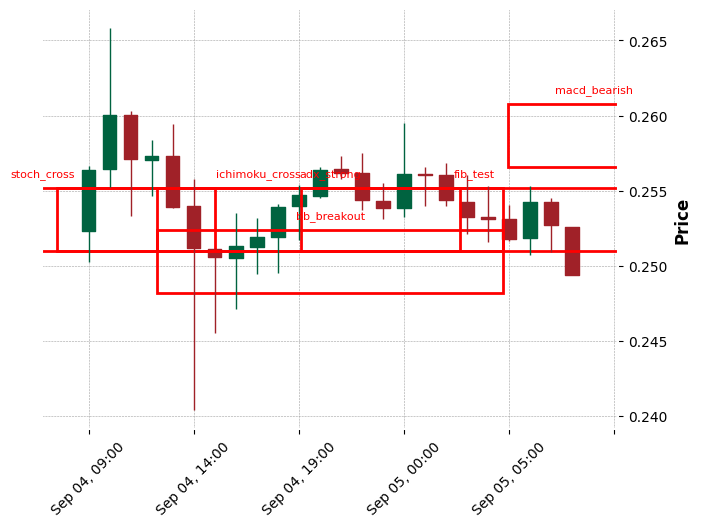 0.265
macd_bearish
0.260
stoch_cross
ichimoku_cross
adx_strong
fib_test
0.255
bb_breakout
Price
0.250
0.245
0.240
Sep 04, 09:00
Sep 04, 14:00
Sep 04, 19:00
Sep 05, 00:00
Sep 05, 05:00